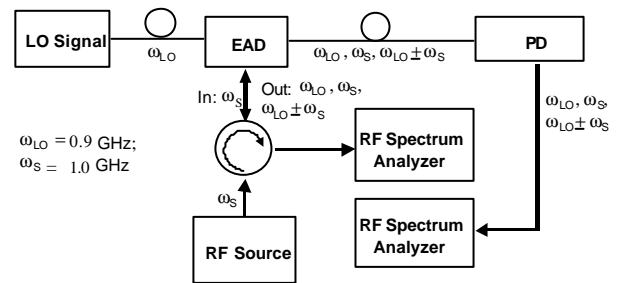 LO Signal
ω_LO
EAD
ω_LO, ω_S, ω_LO ± ω_S
PD
In: ω_S
Out: ω_LO, ω_S,
ω_LO ± ω_S
ω_LO, ω_S,
ω_LO ± ω_S
ω_LO = 0.9 GHz;
ω_S = 1.0 GHz
RF Spectrum
Analyzer
ω_S
RF Source
RF Spectrum
Analyzer